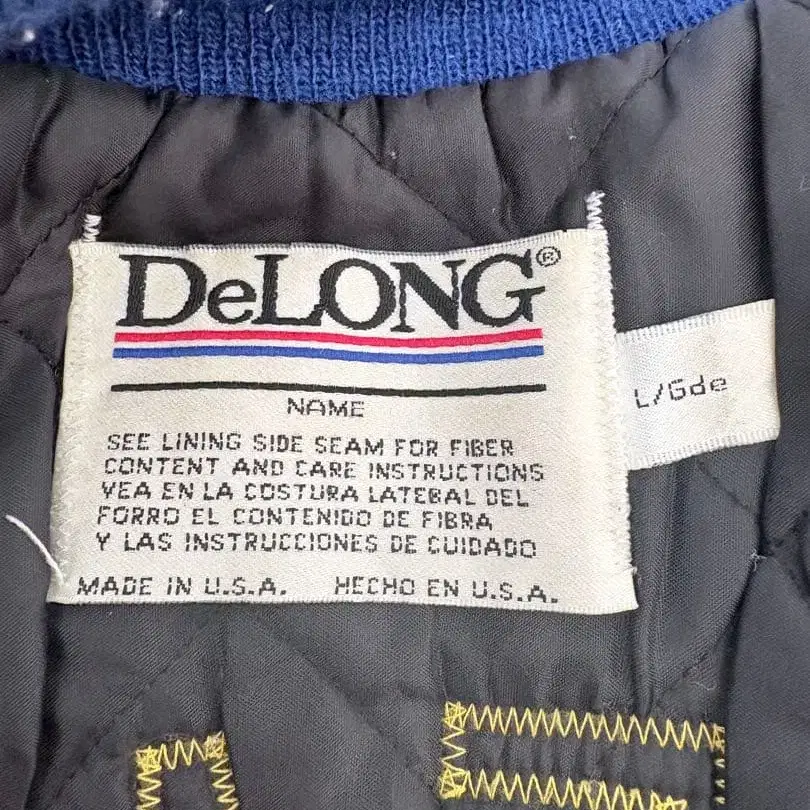 DeLONG®
NAME
SEE LINING SIDE SEAM FOR FIBER
CONTENT AND CARE INSTRUCTIONS
VEA EN LA COSTURA LATERAL DEL
FORRO EL CONTENIDO DE FIBRA
Y LAS INSTRUCCIONES DE CUIDADO
MADE IN U.S.A. HECHO EN U.S.A.
L/Gde